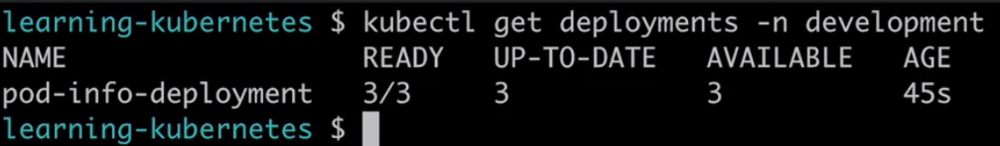 learning-kubernetes $ kubectl get deployments -n development
NAME READY UP-TO-DATE AVAILABLE AGE
pod-info-deployment 3/3 3 3 45s
learning-kubernetes $